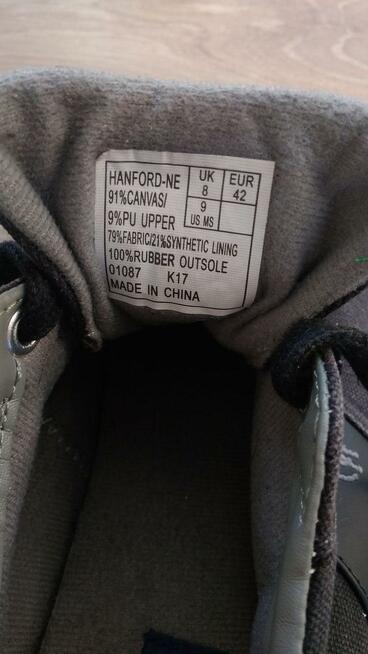 HANFORD-NE UK EUR
91%CANVAS/ 8 42
9%PU UPPER 9 US MS
79%FABRIC/21%SYNTHETIC LINING
100%RUBBER OUTSOLE
01087 K17
MADE IN CHINA